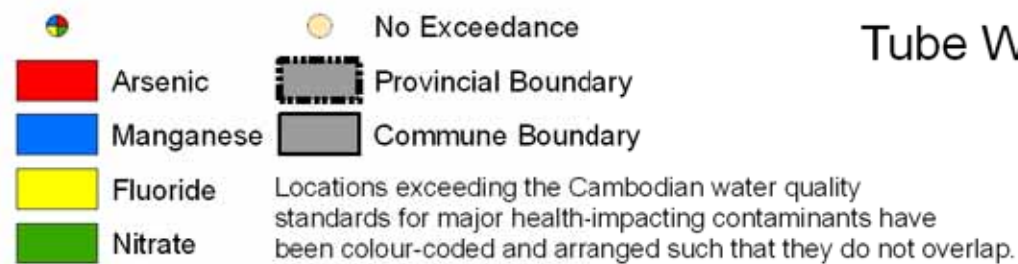 No Exceedance
Tube W
Arsenic
Provincial Boundary
Manganese
Commune Boundary
Fluoride
Nitrate
Locations exceeding the Cambodian water quality
standards for major health-impacting contaminants have
been colour-coded and arranged such that they do not overlap.